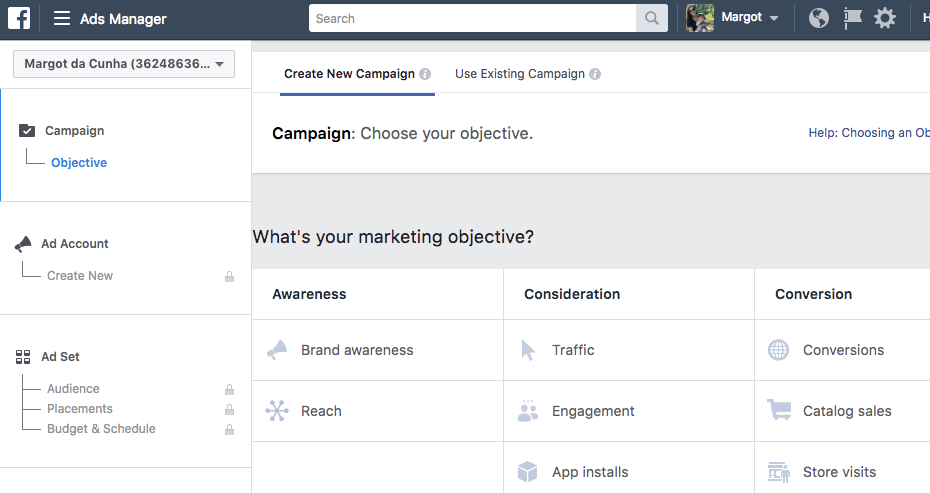 f
Ads Manager
Search
Margot
H
Margot da Cunha (36248636...
Create New Campaign i
Use Existing Campaign i
Campaign
Objective
Campaign: Choose your objective.
Help: Choosing an Ob
Ad Account
Create New
What's your marketing objective?
Awareness
Consideration
Conversion
Brand awareness
Traffic
Conversions
Ad Set
Audience
Placements
Budget & Schedule
Reach
Engagement
Catalog sales
App installs
Store visits